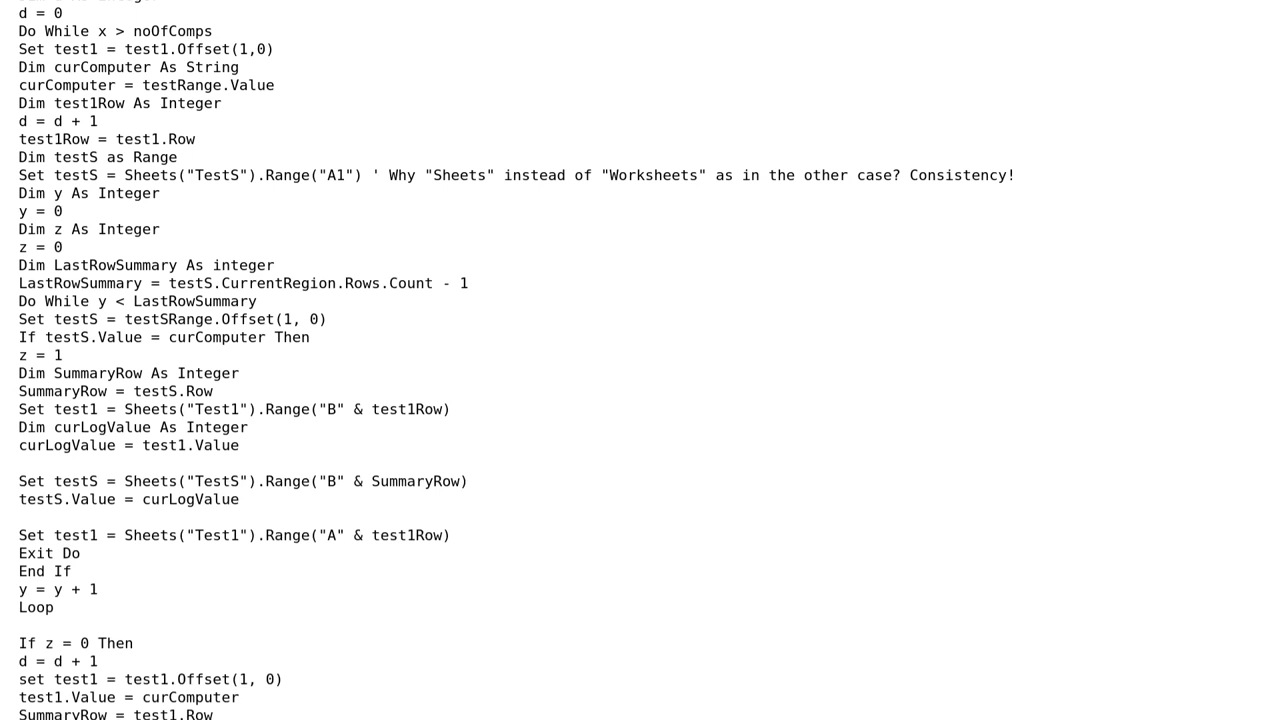 d = 0
Do While x > noOfComps
Set test1 = test1.Offset(1,0)
Dim curComputer As String
curComputer = testRange.Value
Dim test1Row As Integer
d = d + 1
test1Row = test1.Row
Dim testS as Range
Set testS = Sheets("TestS").Range("A1") ' Why "Sheets" instead of "Worksheets" as in the other case? Consistency!
Dim y As Integer
y = 0
Dim z As Integer
z = 0
Dim LastRowSummary As integer
LastRowSummary = testS.CurrentRegion.Rows.Count - 1
Do While y < LastRowSummary
Set testS = testSRange.Offset(1, 0)
If testS.Value = curComputer Then
z = 1
Dim SummaryRow As Integer
SummaryRow = testS.Row
Set test1 = Sheets("Test1").Range("B" & test1Row)
Dim curLogValue As Integer
curLogValue = test1.Value
Set testS = Sheets("TestS").Range("B" & SummaryRow)
testS.Value = curLogValue
Set test1 = Sheets("Test1").Range("A" & test1Row)
Exit Do
End If
y = y + 1
Loop
If z = 0 Then
d = d + 1
set test1 = test1.Offset(1, 0)
test1.Value = curComputer
SummaryRow = test1.Row